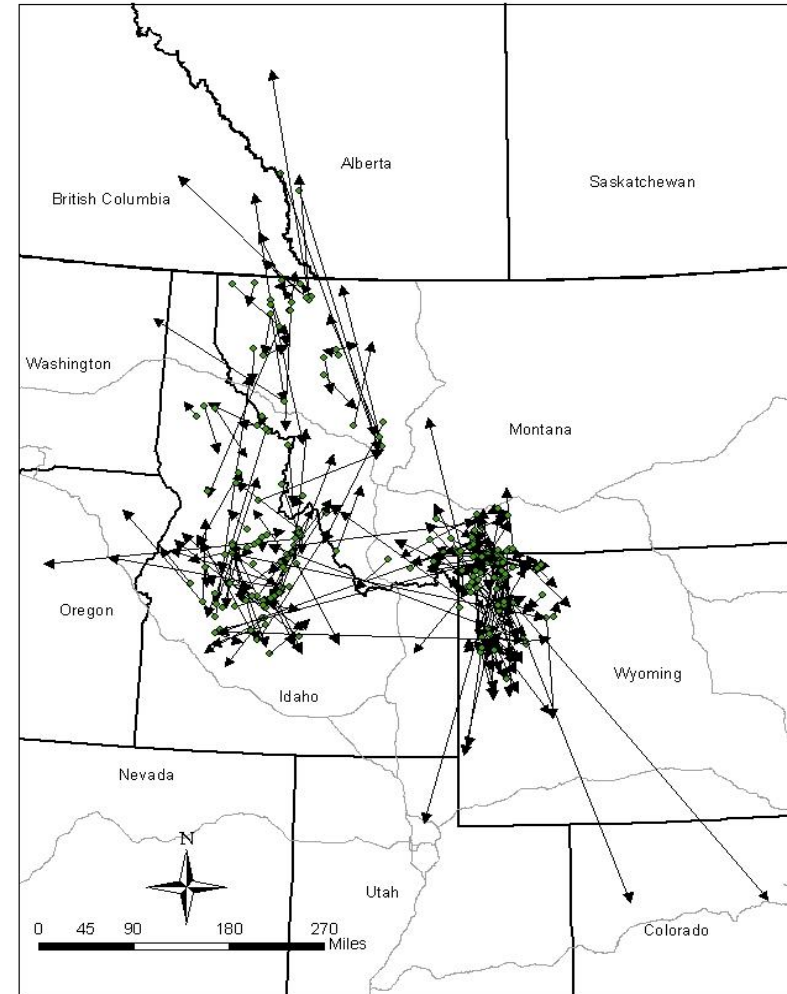 Alberta
Saskatchewan
British Columbia
Washington
Montana
Oregon
Wyoming
Idaho
Nevada
N
Utah
0 45 90 180 270
Miles
Colorado